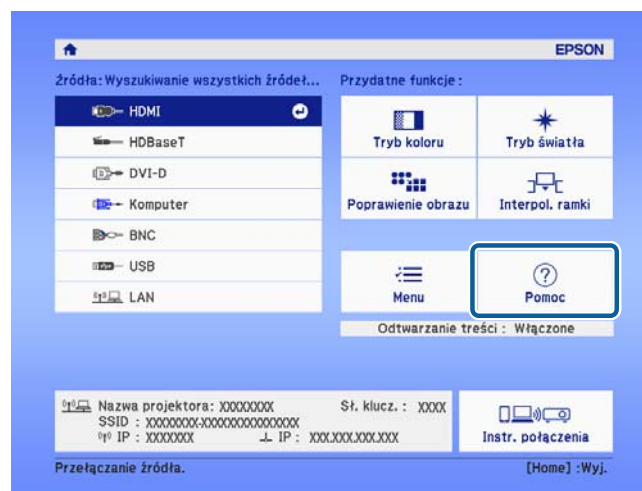 EPSON
Źródła: Wyszukiwanie wszystkich źródeł...
HDMI
HDBaseT
DVI-D
Komputer
BNC
USB
LAN
Przydatne funkcje :
Tryb koloru
Tryb światła
Poprawienie obrazu
Interpol. ramki
Menu
Pomoc
Odtwarzanie treści : Włączone
Nazwa projektora: XXXXXXXX
Sł. klucz. : XXXX
SSID : XXXXXXXX-XXXXXXXXXXXXXXX
IP : XXXXXXX
IP : XXX.XXX.XXX.XXX
Instr. połączenia
Przełączanie źródła.
[Home] :Wyj.